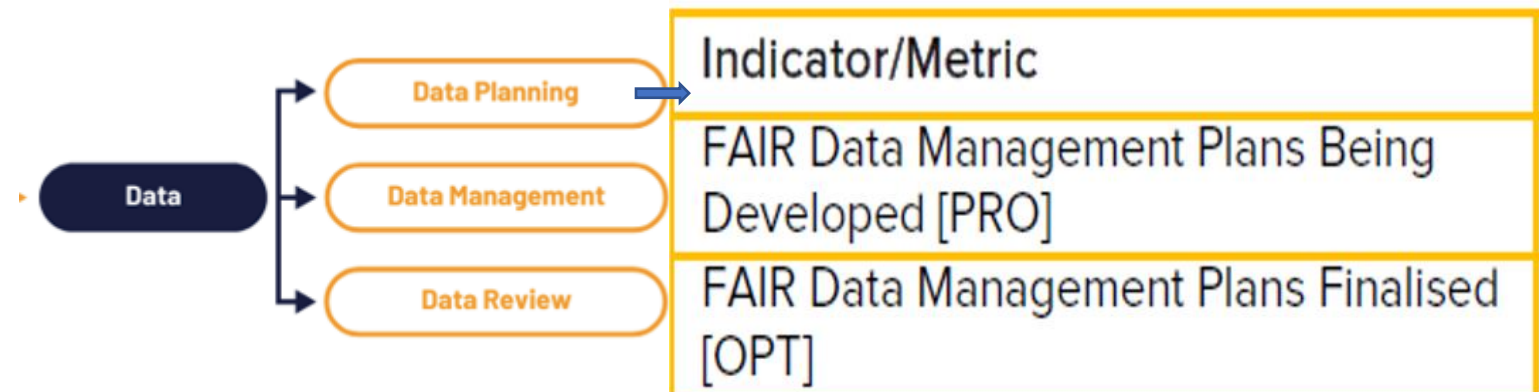 Data
Data Planning
Data Management
Data Review
Indicator/Metric
FAIR Data Management Plans Being
Developed [PRO]
FAIR Data Management Plans Finalised
[OPT]